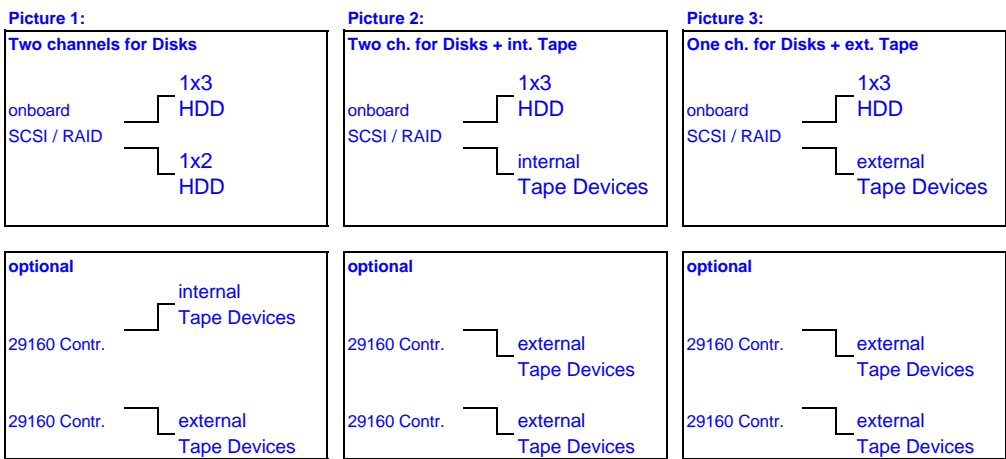 Picture 1:
Two channels for Disks
1x3
HDD
onboard
SCSI / RAID
1x2
HDD
optional
internal
Tape Devices
29160 Contr.
29160 Contr.
external
Tape Devices
Picture 2:
Two ch. for Disks + int. Tape
1x3
HDD
onboard
SCSI / RAID
internal
Tape Devices
optional
29160 Contr.
external
Tape Devices
29160 Contr.
external
Tape Devices
Picture 3:
One ch. for Disks + ext. Tape
1x3
HDD
onboard
SCSI / RAID
external
Tape Devices
optional
29160 Contr.
external
Tape Devices
29160 Contr.
external
Tape Devices